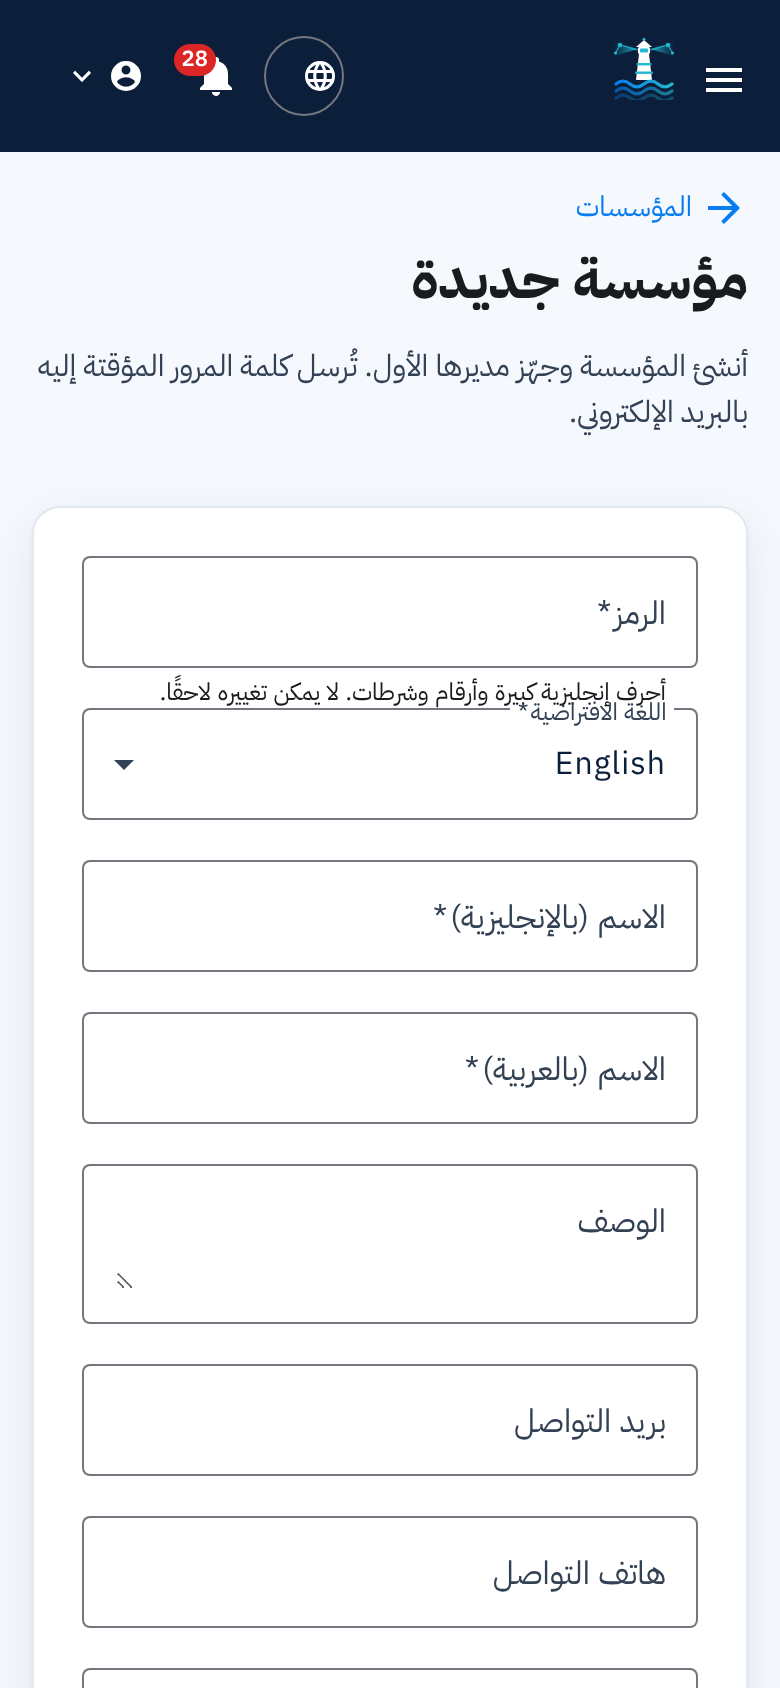 28
المؤسسات
مؤسسة جديدة
أنشئ المؤسسة وجهّز مديرها الأول. تُرسل كلمة المرور المؤقتة إليه
بالبريد الإلكتروني.
الرمز*
أحرف إنجليزية كبيرة وأرقام وشرطات. لا يمكن تغييره لاحقًا.
اللغة الافتراضية*
English
الاسم (بالإنجليزية)*
الاسم (بالعربية)*
الوصف
بريد التواصل
هاتف التواصل